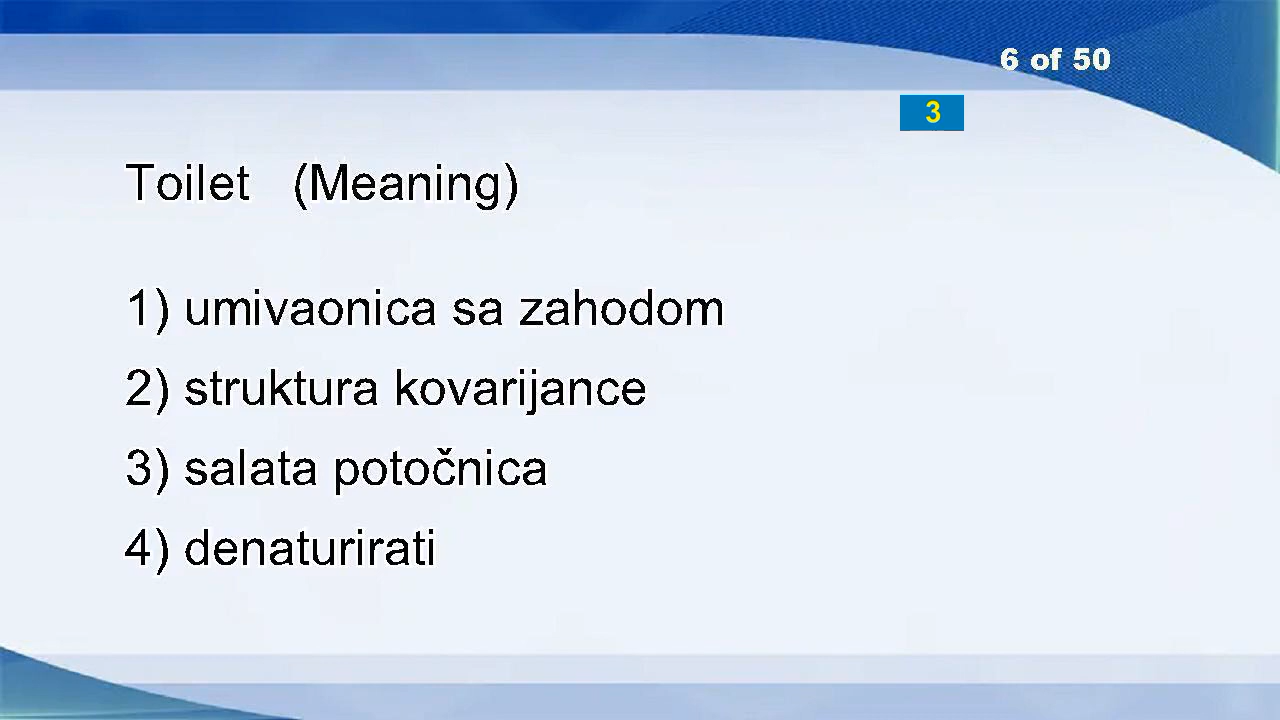 6 of 50
3
Toilet (Meaning)
1) umivaonica sa zahodom
2) struktura kovarijance
3) salata potočnica
4) denaturirati